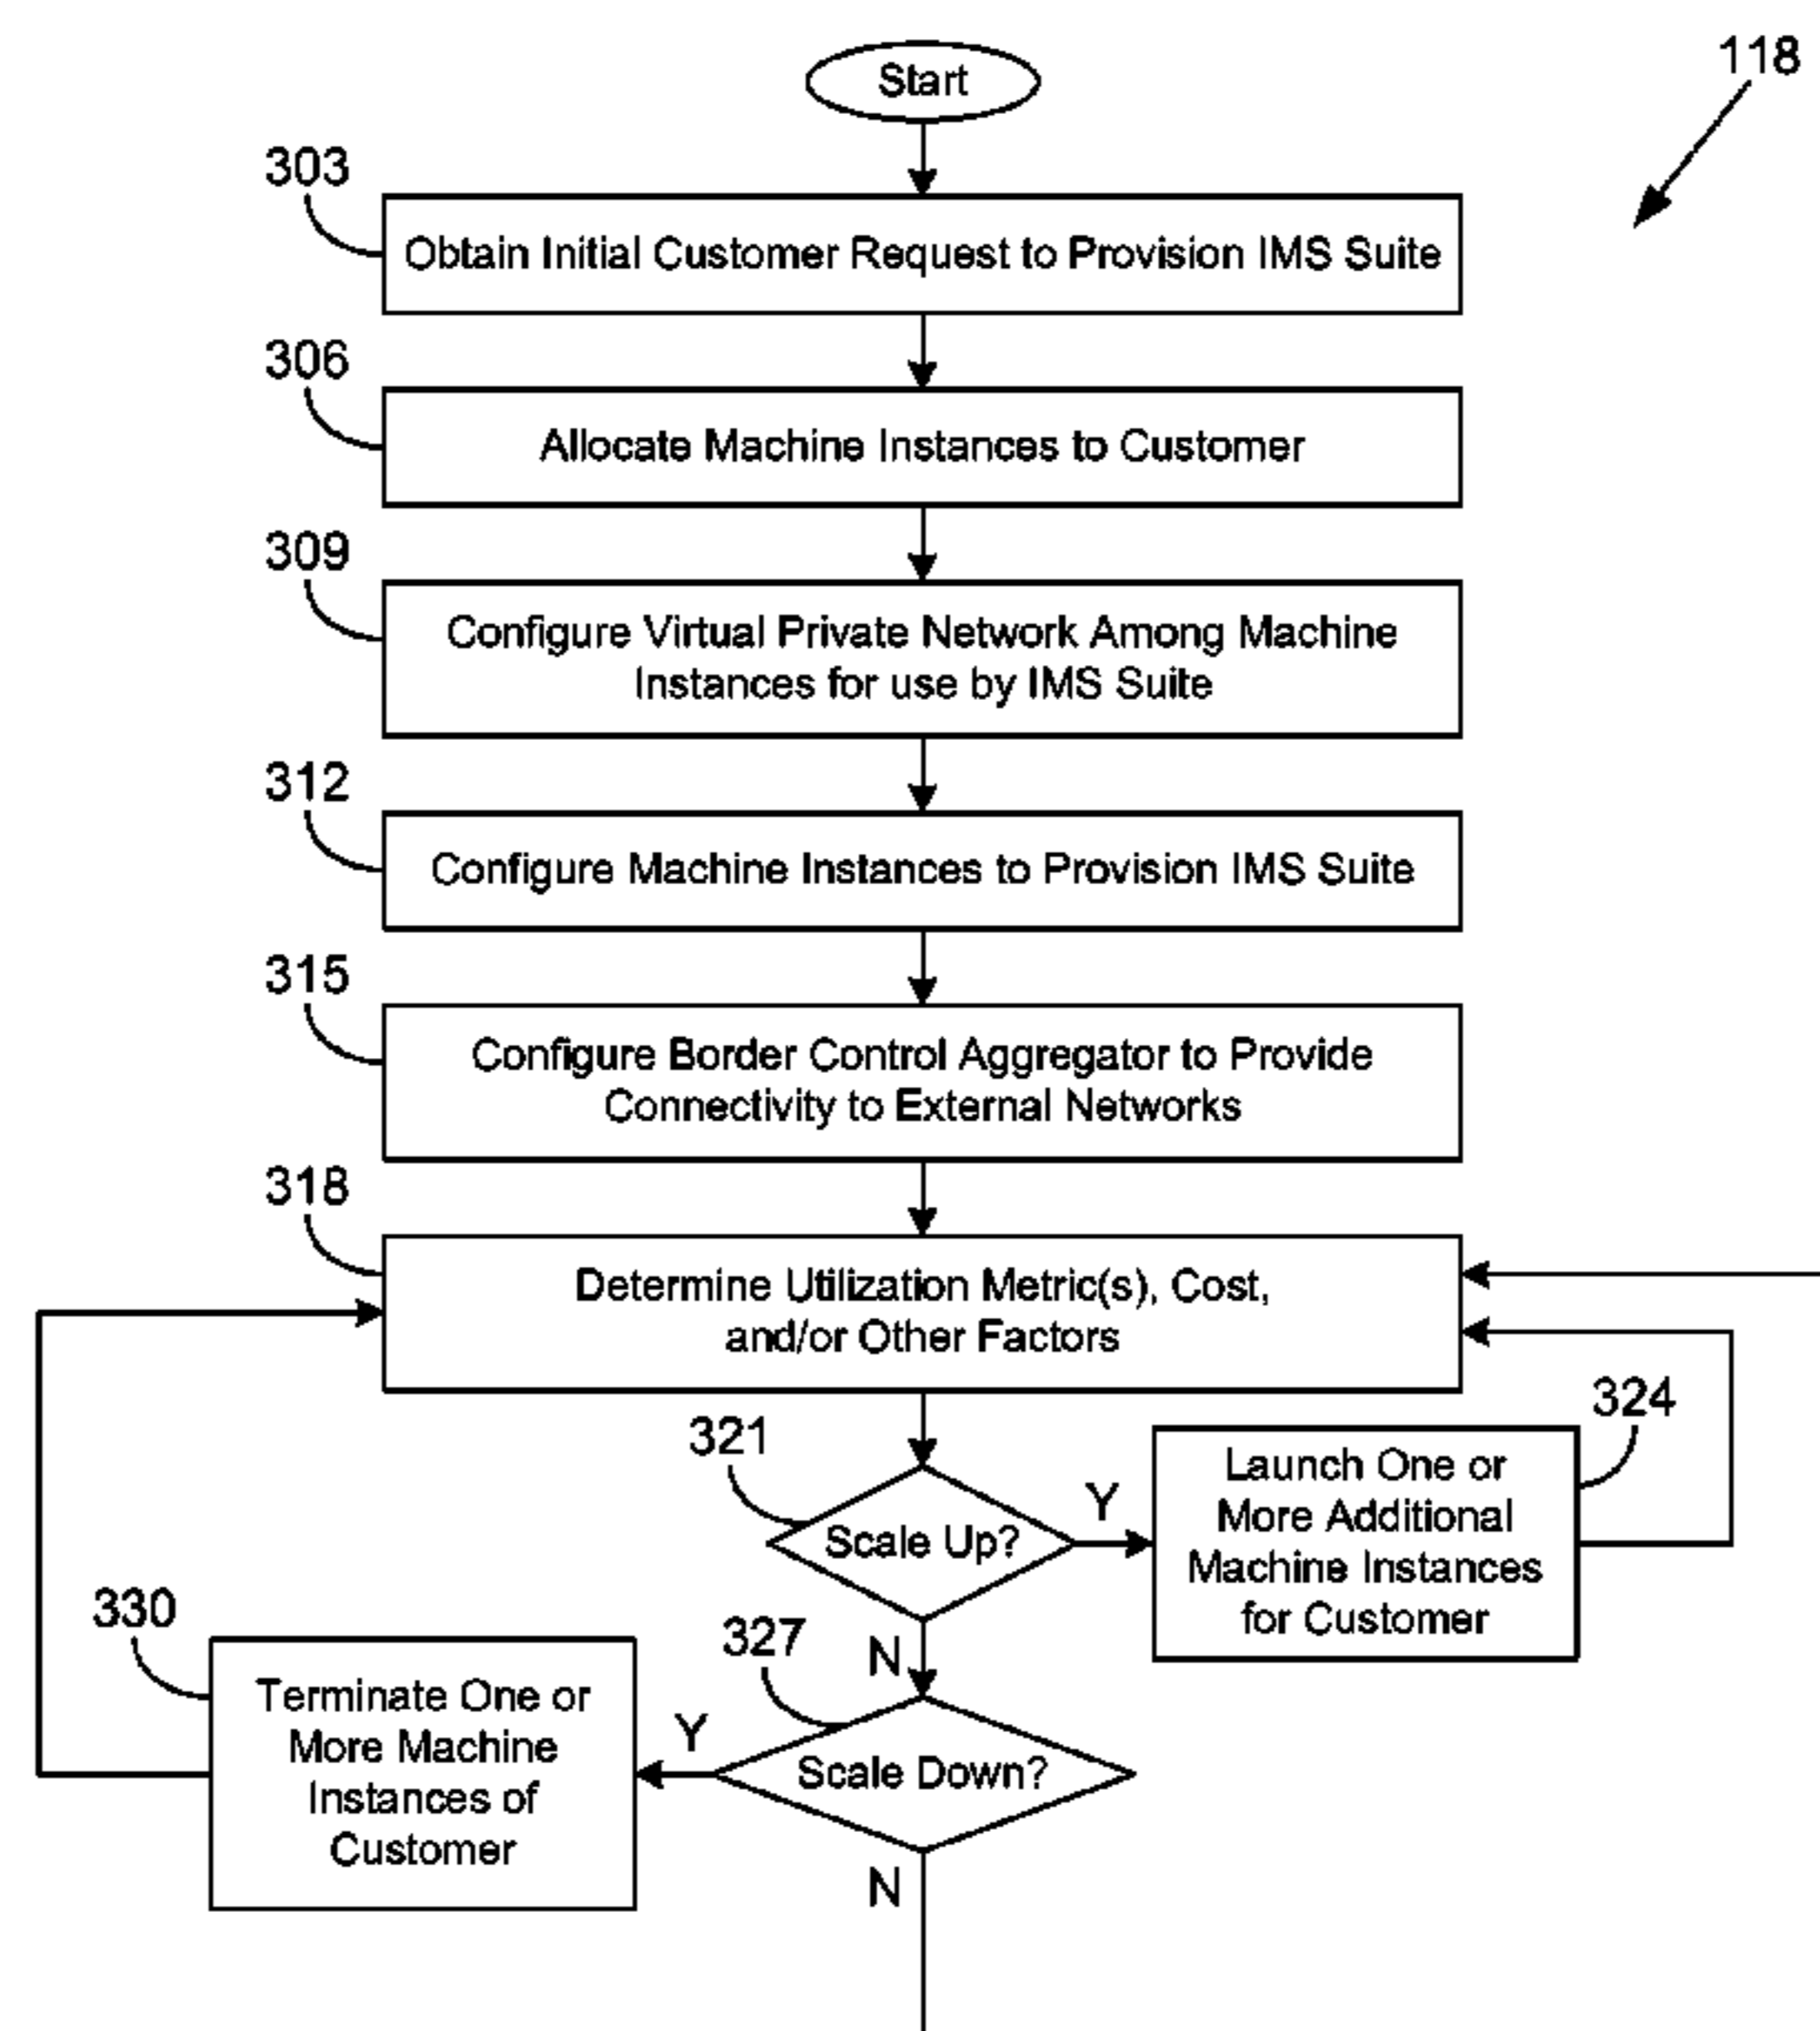 Start
118
303
Obtain Initial Customer Request to Provision IMS Suite
306
Allocate Machine Instances to Customer
309
Configure Virtual Private Network Among Machine
Instances for use by IMS Suite
312
Configure Machine Instances to Provision IMS Suite
315
Configure Border Control Aggregator to Provide
Connectivity to External Networks
318
Determine Utilization Metric(s), Cost,
and/or Other Factors
321
Scale Up?
Y
N
324
Launch One or
More Additional
Machine Instances
for Customer
327
Scale Down?
Y
N
330
Terminate One or
More Machine
Instances of
Customer